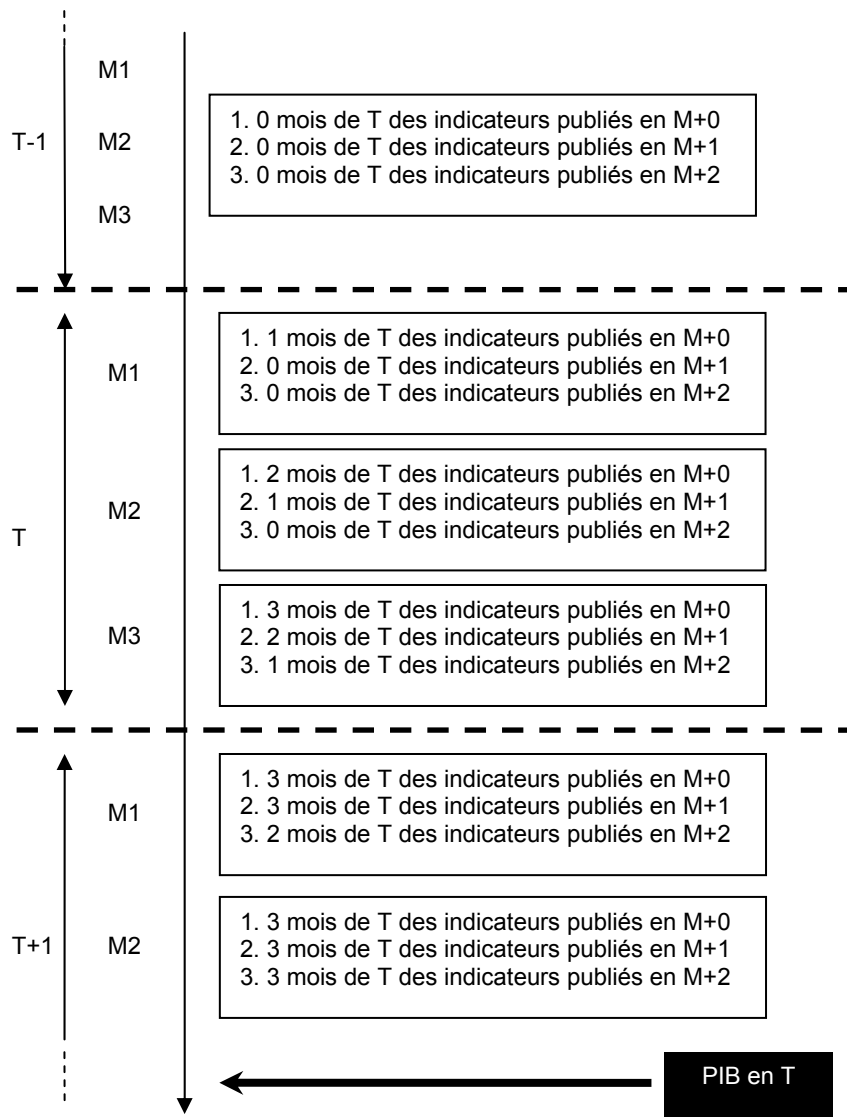 M1
T-1
M2
M3
1. 0 mois de T des indicateurs publiés en M+0
2. 0 mois de T des indicateurs publiés en M+1
3. 0 mois de T des indicateurs publiés en M+2
T
M1
1. 1 mois de T des indicateurs publiés en M+0
2. 0 mois de T des indicateurs publiés en M+1
3. 0 mois de T des indicateurs publiés en M+2
M2
1. 2 mois de T des indicateurs publiés en M+0
2. 1 mois de T des indicateurs publiés en M+1
3. 0 mois de T des indicateurs publiés en M+2
M3
1. 3 mois de T des indicateurs publiés en M+0
2. 2 mois de T des indicateurs publiés en M+1
3. 1 mois de T des indicateurs publiés en M+2
T+1
M1
1. 3 mois de T des indicateurs publiés en M+0
2. 3 mois de T des indicateurs publiés en M+1
3. 2 mois de T des indicateurs publiés en M+2
M2
1. 3 mois de T des indicateurs publiés en M+0
2. 3 mois de T des indicateurs publiés en M+1
3. 3 mois de T des indicateurs publiés en M+2
PIB en T